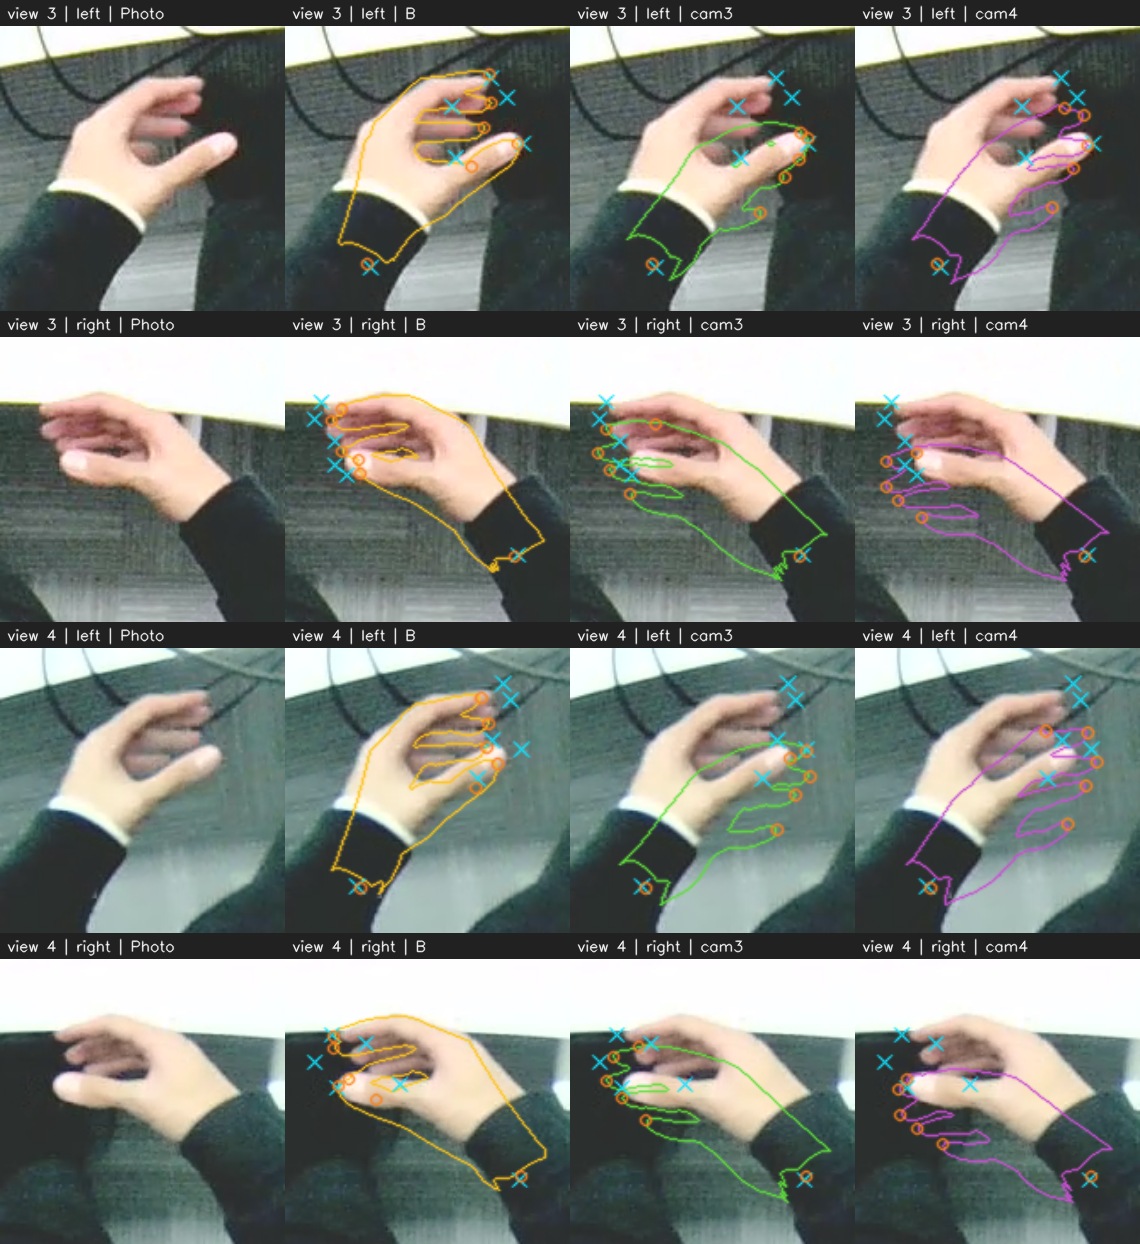 view 3 | left | Photo
view 3 | left | B
view 3 | left | cam3
view 3 | left | cam4
view 3 | right | Photo
view 3 | right | B
view 3 | right | cam3
view 3 | right | cam4
view 4 | left | Photo
view 4 | left | B
view 4 | left | cam3
view 4 | left | cam4
view 4 | right | Photo
view 4 | right | B
view 4 | right | cam3
view 4 | right | cam4